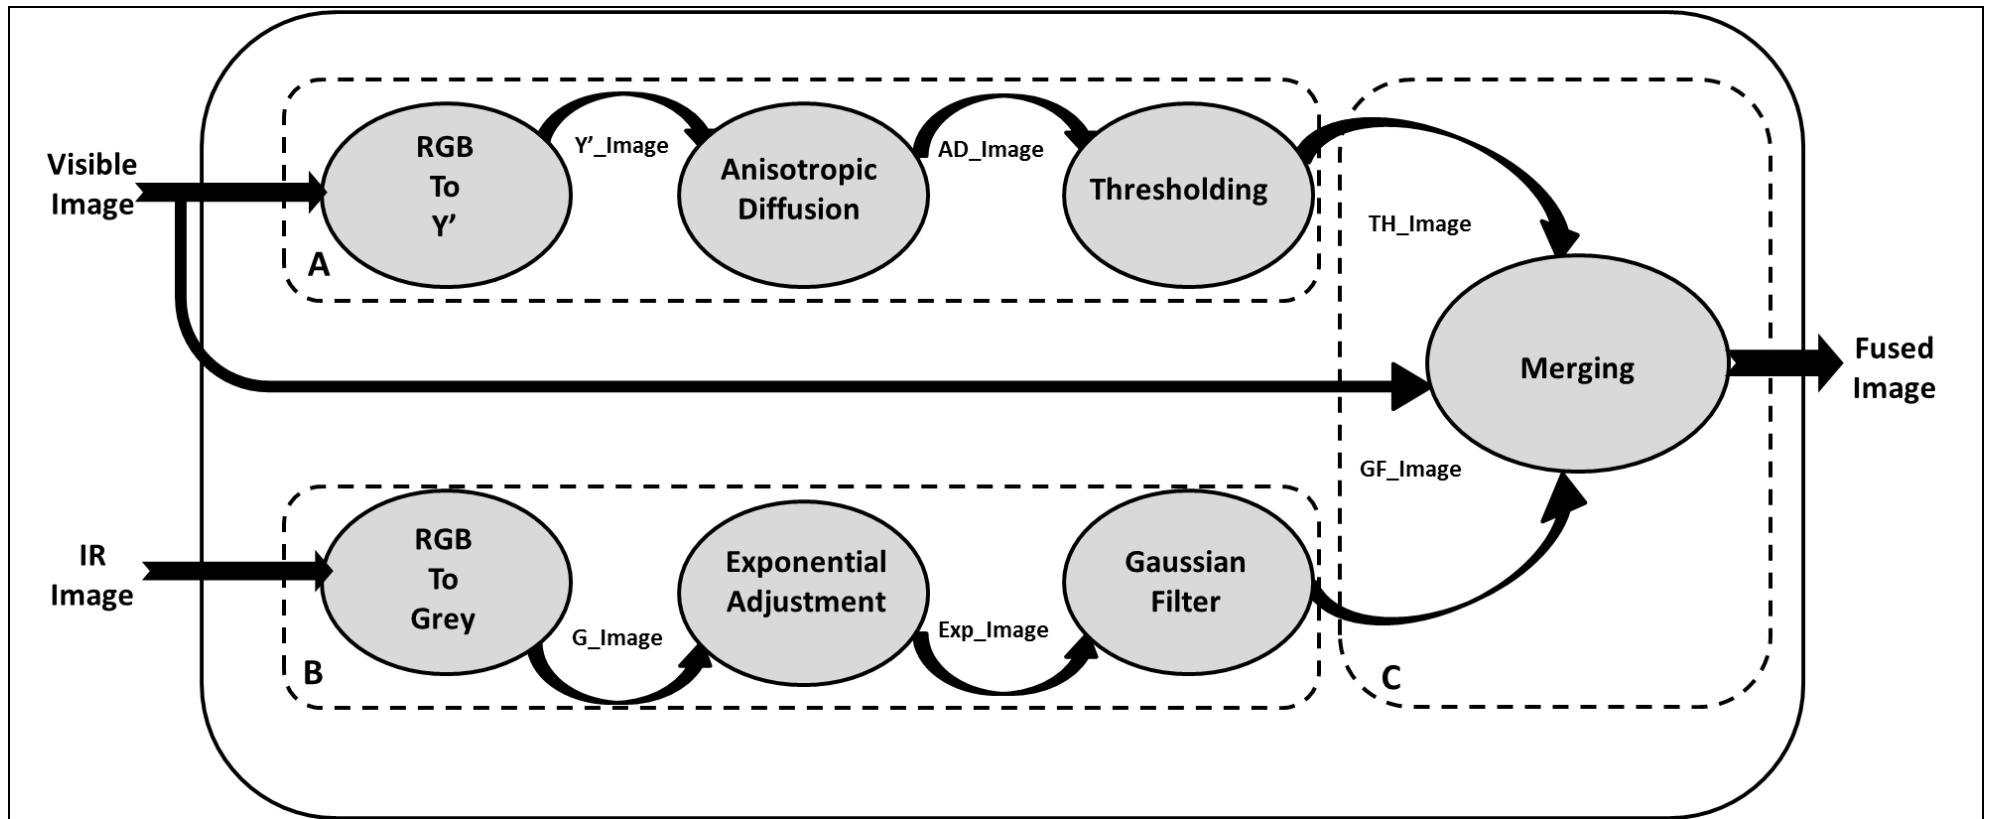 Visible
Image
RGB
To
Y’
Y’_Image
Anisotropic
Diffusion
AD_Image
Thresholding
A
TH_Image
Merging
Fused
Image
GF_Image
IR
Image
RGB
To
Grey
G_Image
Exponential
Adjustment
Exp_Image
Gaussian
Filter
B
C